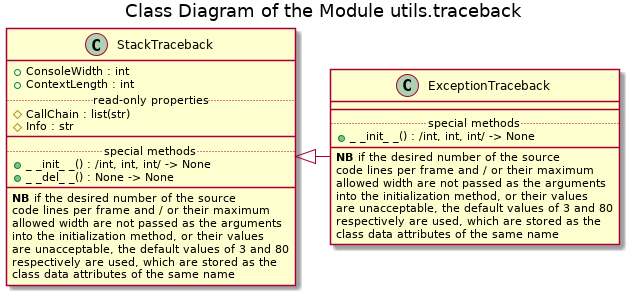 Class Diagram of the Module utils.traceback
C StackTraceback
ConsoleWidth : int
ContextLength : int
read-only properties
CallChain : list(str)
Info : str
special methods
_ _init_ _() : /int, int, int/ -> None
_ _del_ _() : None -> None
NB if the desired number of the source
code lines per frame and / or their maximum
allowed width are not passed as the arguments
into the initialization method, or their values
are unacceptable, the default values of 3 and 80
respectively are used, which are stored as the
class data attributes of the same name
C ExceptionTraceback
special methods
_ _init_ _() : /int, int, int/ -> None
NB if the desired number of the source
code lines per frame and / or their maximum
allowed width are not passed as the arguments
into the initialization method, or their values
are unacceptable, the default values of 3 and 80
respectively are used, which are stored as the
class data attributes of the same name